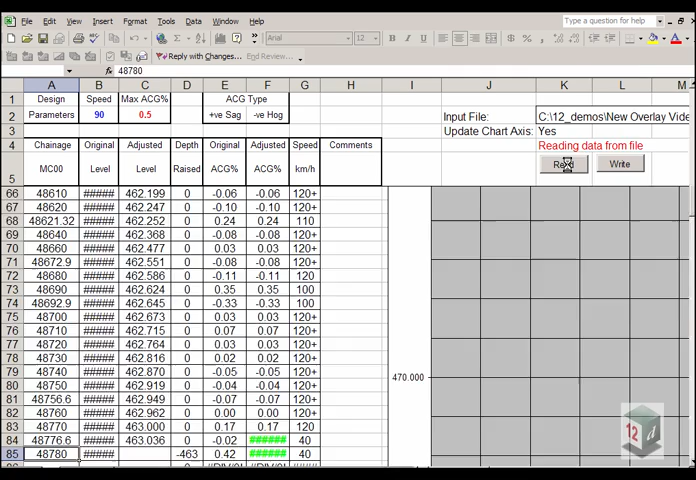 File Edit View Insert Format Tools Data Window Help Type a question for help
Arial 12 B I U
Reply with Changes... End Review...
A85 48780
A B C D E F G H I J K L M
1 Design Speed Max ACG% ACG Type
2 Parameters 90 0.5 +ve Sag -ve Hog Input File: C:\12_demos\New Overlay Vide
3 Update Chart Axis: Yes
4 Chainage Original Adjusted Depth Original Adjusted Speed Comments Reading data from file
5 MC00 Level Level Raised ACG% ACG% km/h Write
66 48610 ##### 462.199 0 -0.06 -0.06 120+
67 48620 ##### 462.247 0 -0.10 -0.10 120+
68 48621.32 ##### 462.252 0 0.24 0.24 110
69 48640 ##### 462.368 0 -0.08 -0.08 120+
70 48660 ##### 462.477 0 0.03 0.03 120+
71 48672.9 ##### 462.551 0 -0.08 -0.08 120+
72 48680 ##### 462.586 0 -0.11 -0.11 120
73 48690 ##### 462.624 0 0.35 0.35 100
74 48692.9 ##### 462.645 0 -0.33 -0.33 100
75 48700 ##### 462.673 0 0.03 0.03 120+
76 48710 ##### 462.715 0 0.07 0.07 120+
77 48720 ##### 462.764 0 0.03 0.03 120+
78 48730 ##### 462.816 0 0.02 0.02 120+
79 48740 ##### 462.870 0 -0.05 -0.05 120+
80 48750 ##### 462.919 0 -0.04 -0.04 120+ 470.000
81 48756.6 ##### 462.949 0 -0.07 -0.07 120+
82 48760 ##### 462.962 0 0.00 0.00 120+
83 48770 ##### 463.000 0 0.17 0.17 120
84 48776.6 ##### 463.036 0 -0.02 ###### 40
85 48780 ##### -463 0.42 ###### 40
12 d